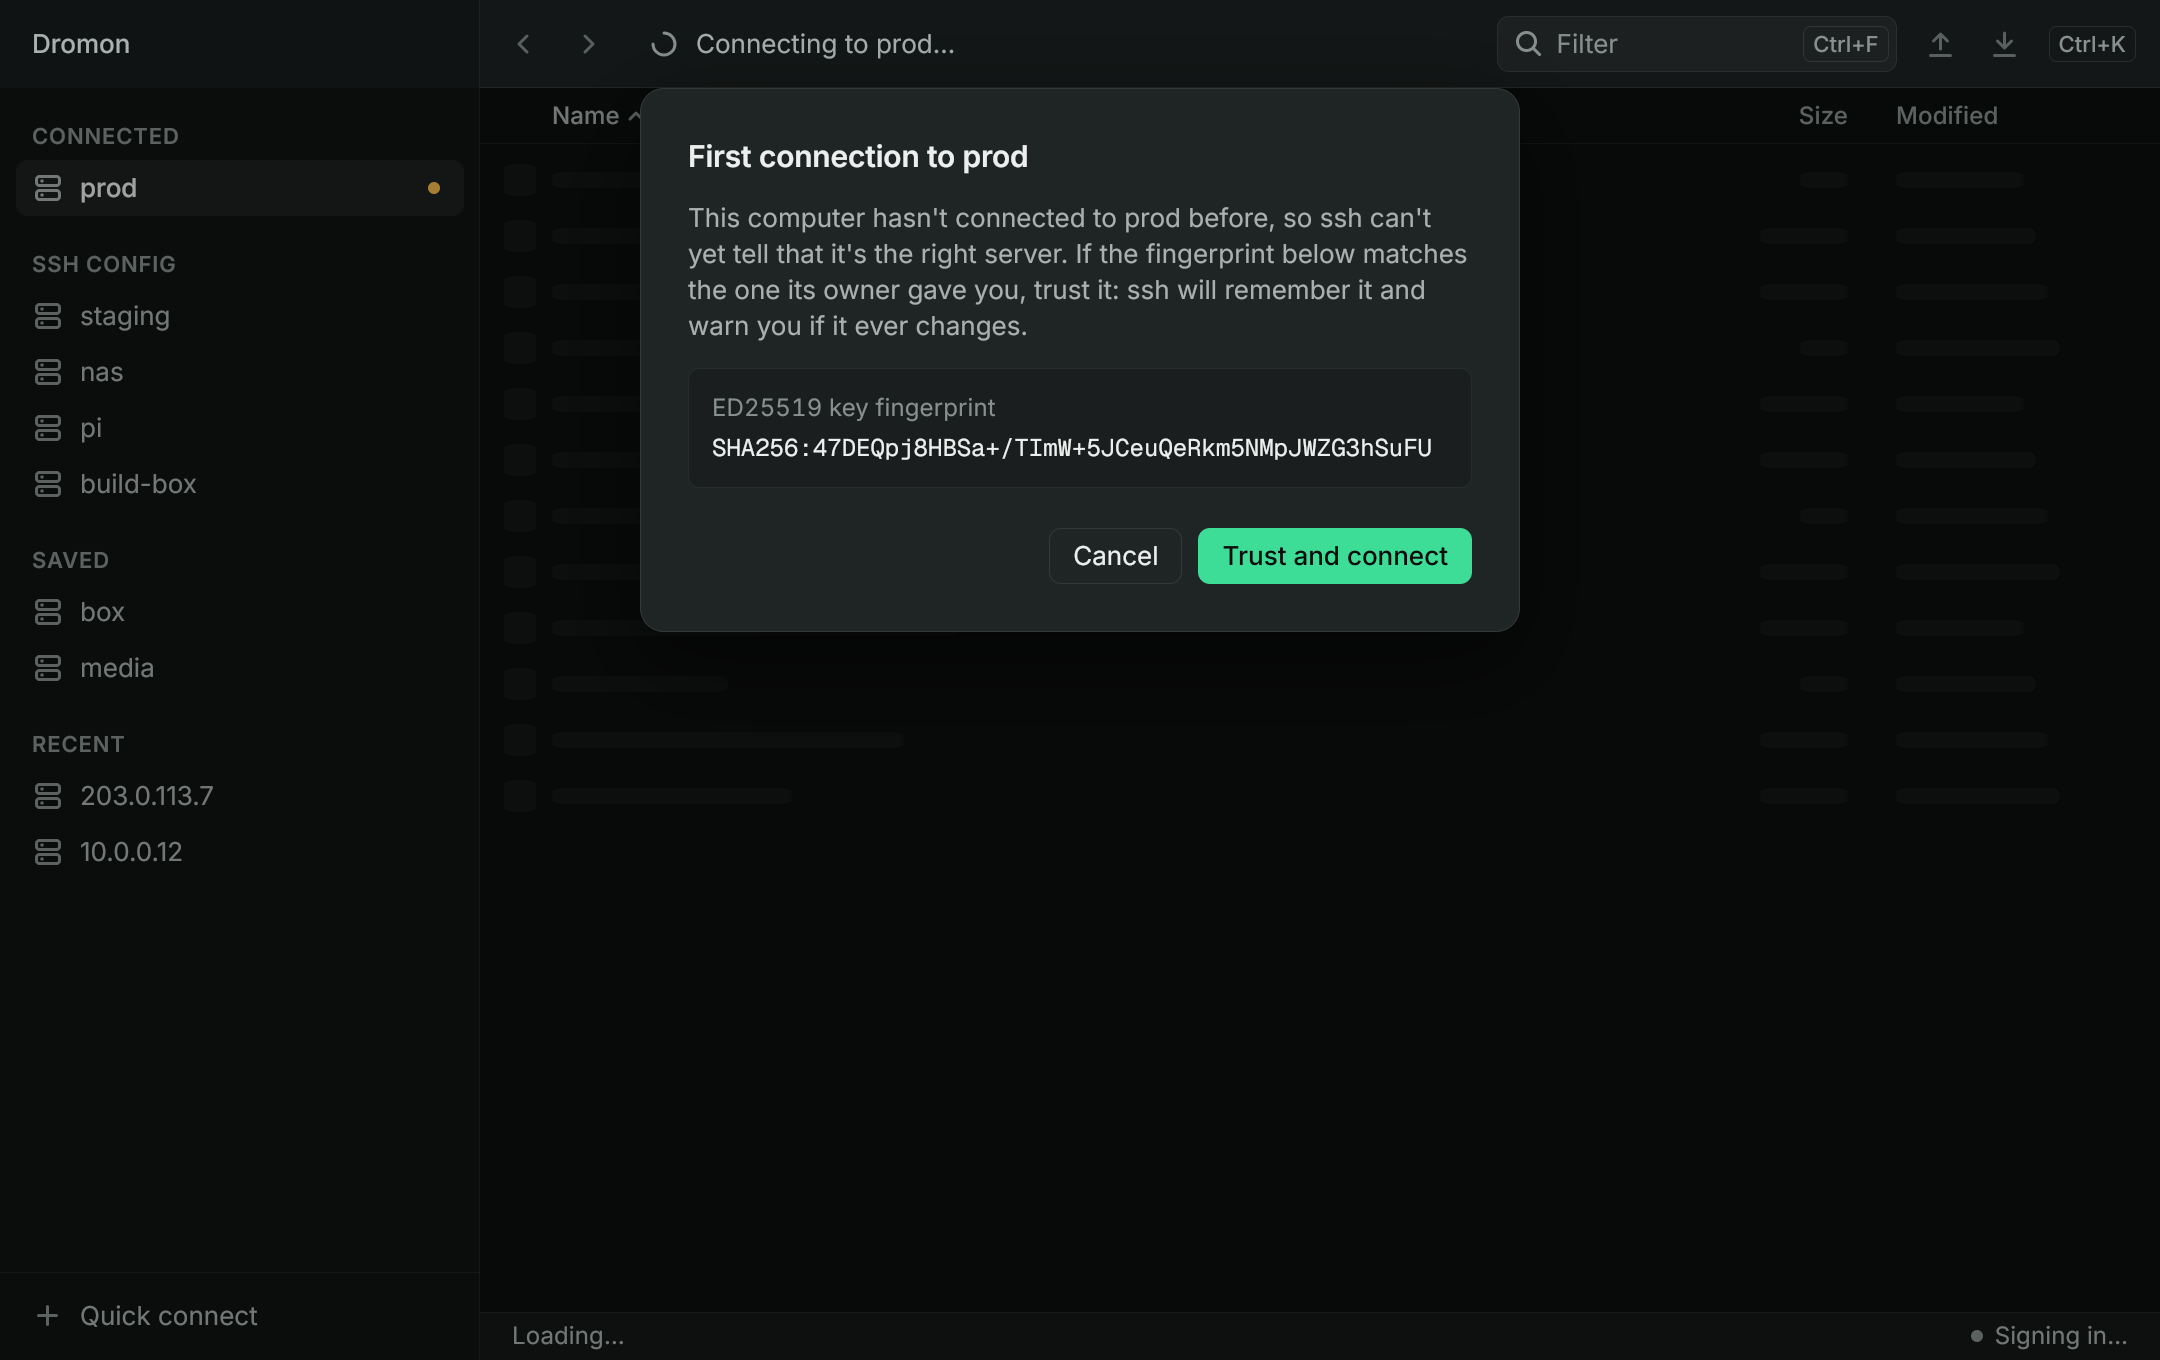 Dromon
Connecting to prod...
Filter
Ctrl+F
Ctrl+K
CONNECTED
prod
SSH CONFIG
staging
nas
pi
build-box
SAVED
box
media
RECENT
203.0.113.7
10.0.0.12
Quick connect
Name
Size
Modified
First connection to prod
This computer hasn't connected to prod before, so ssh can't
yet tell that it's the right server. If the fingerprint below matches
the one its owner gave you, trust it: ssh will remember it and
warn you if it ever changes.
ED25519 key fingerprint
SHA256:47DEQpj8HBSa+/TImW+5JCeuQeRkm5NMpJWZG3hSuFU
Cancel
Trust and connect
Loading...
Signing in...